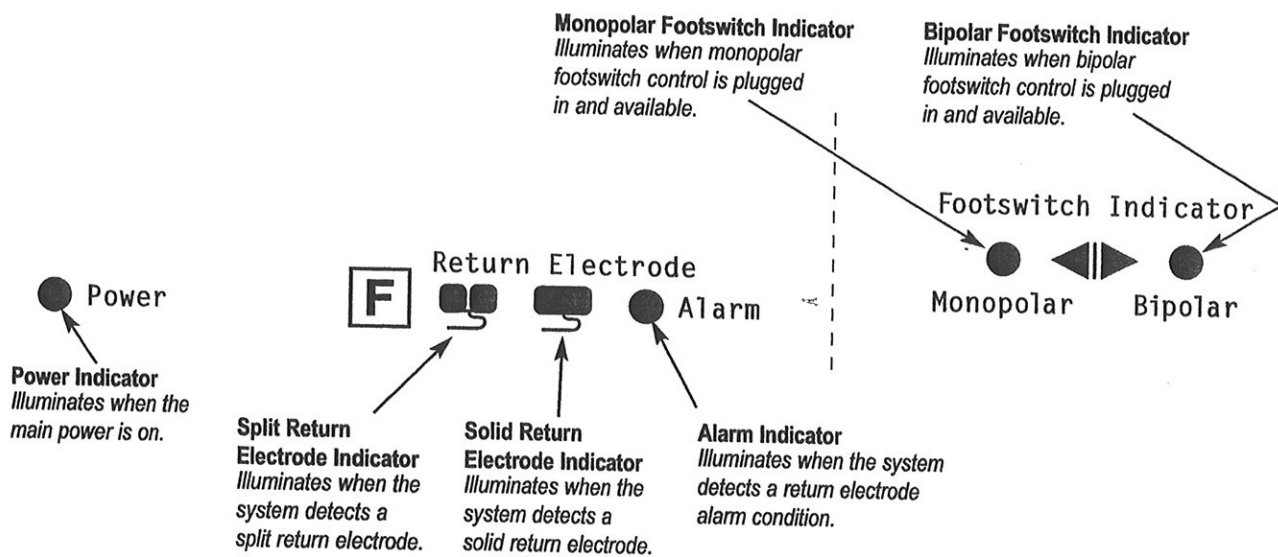 Monopolar Footswitch Indicator
Illuminates when monopolar
footswitch control is plugged
in and available.
Bipolar Footswitch Indicator
Illuminates when bipolar
footswitch control is plugged
in and available.
Footswitch Indicator
Monopolar
Bipolar
Power
F
Return Electrode
Alarm
Power Indicator
Illuminates when the
main power is on.
Split Return
Electrode Indicator
Illuminates when the
system detects a
split return electrode.
Solid Return
Electrode Indicator
Illuminates when the
system detects a
solid return electrode.
Alarm Indicator
Illuminates when the system
detects a return electrode
alarm condition.